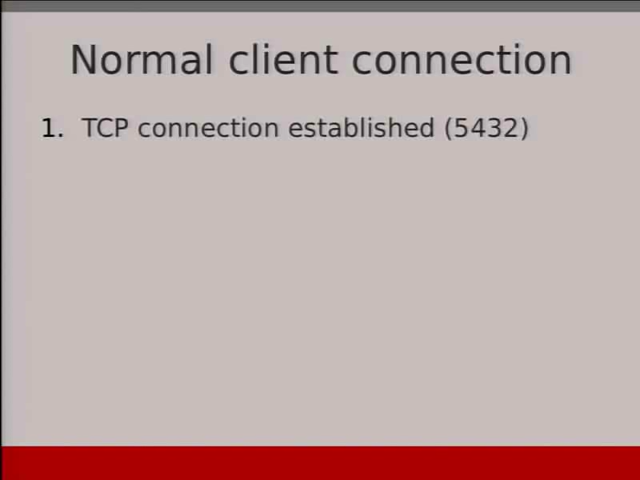 Normal client connection
1. TCP connection established (5432)